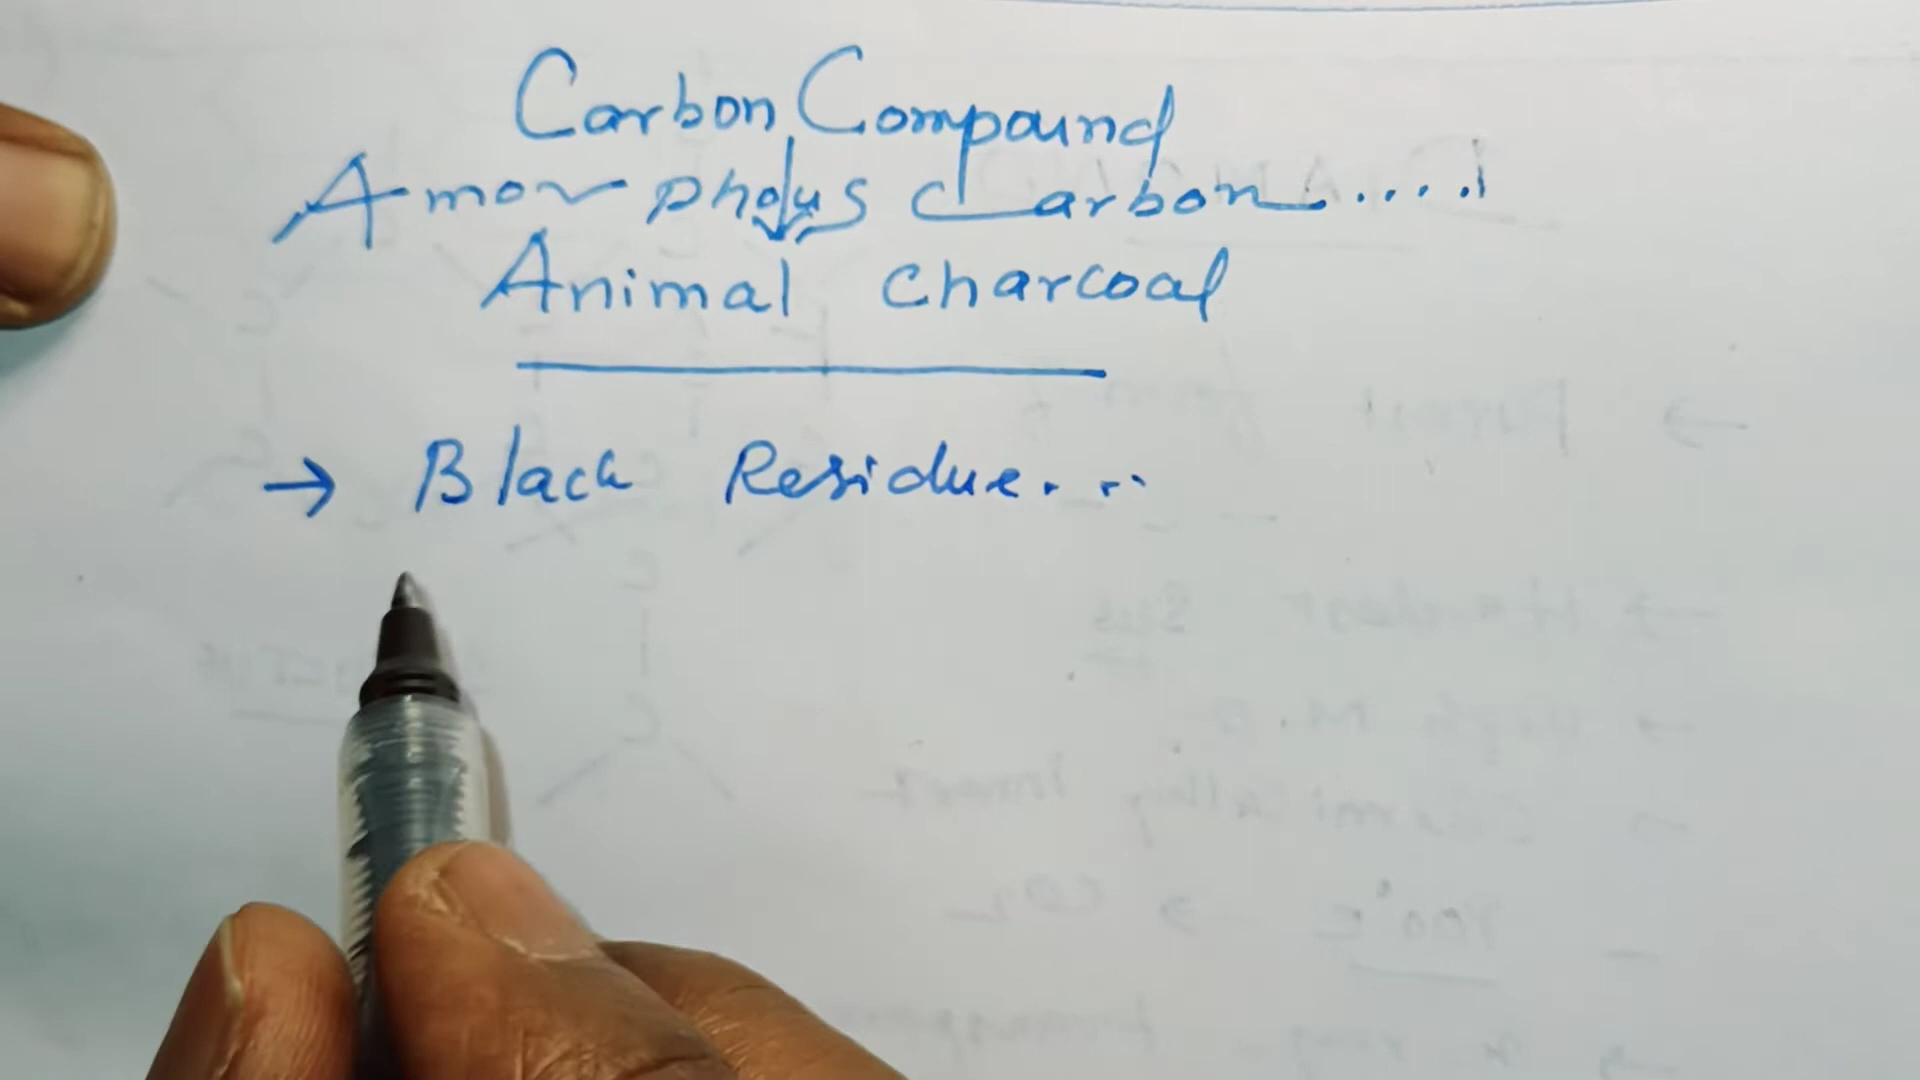 Carbon Compound
Amorphous Carbon.....
Animal Charcoal
→ Black Residue...